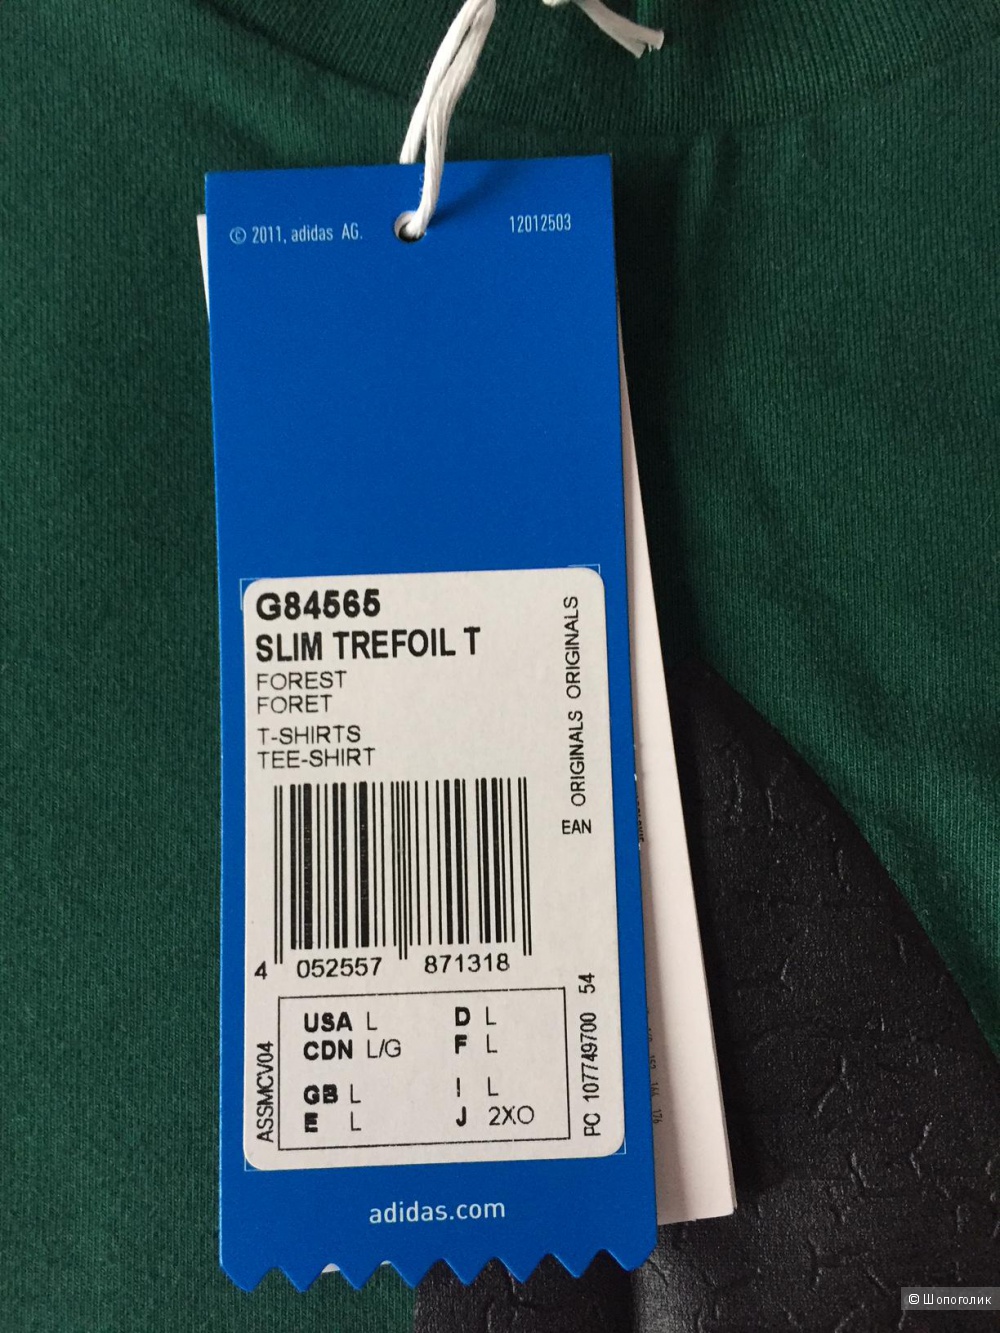 © 2011, adidas AG.
12012503
G84565
SLIM TREFOIL T
FOREST
FORET
T-SHIRTS
TEE-SHIRT
ORIGINALS ORIGINALS
EAN
4 052557 871318
USA L
D L
CDN L/G
F L
GB L
I L
E L
J 2XO
ASSMCV04
PC 107749700 54
adidas.com
© Шопоголик